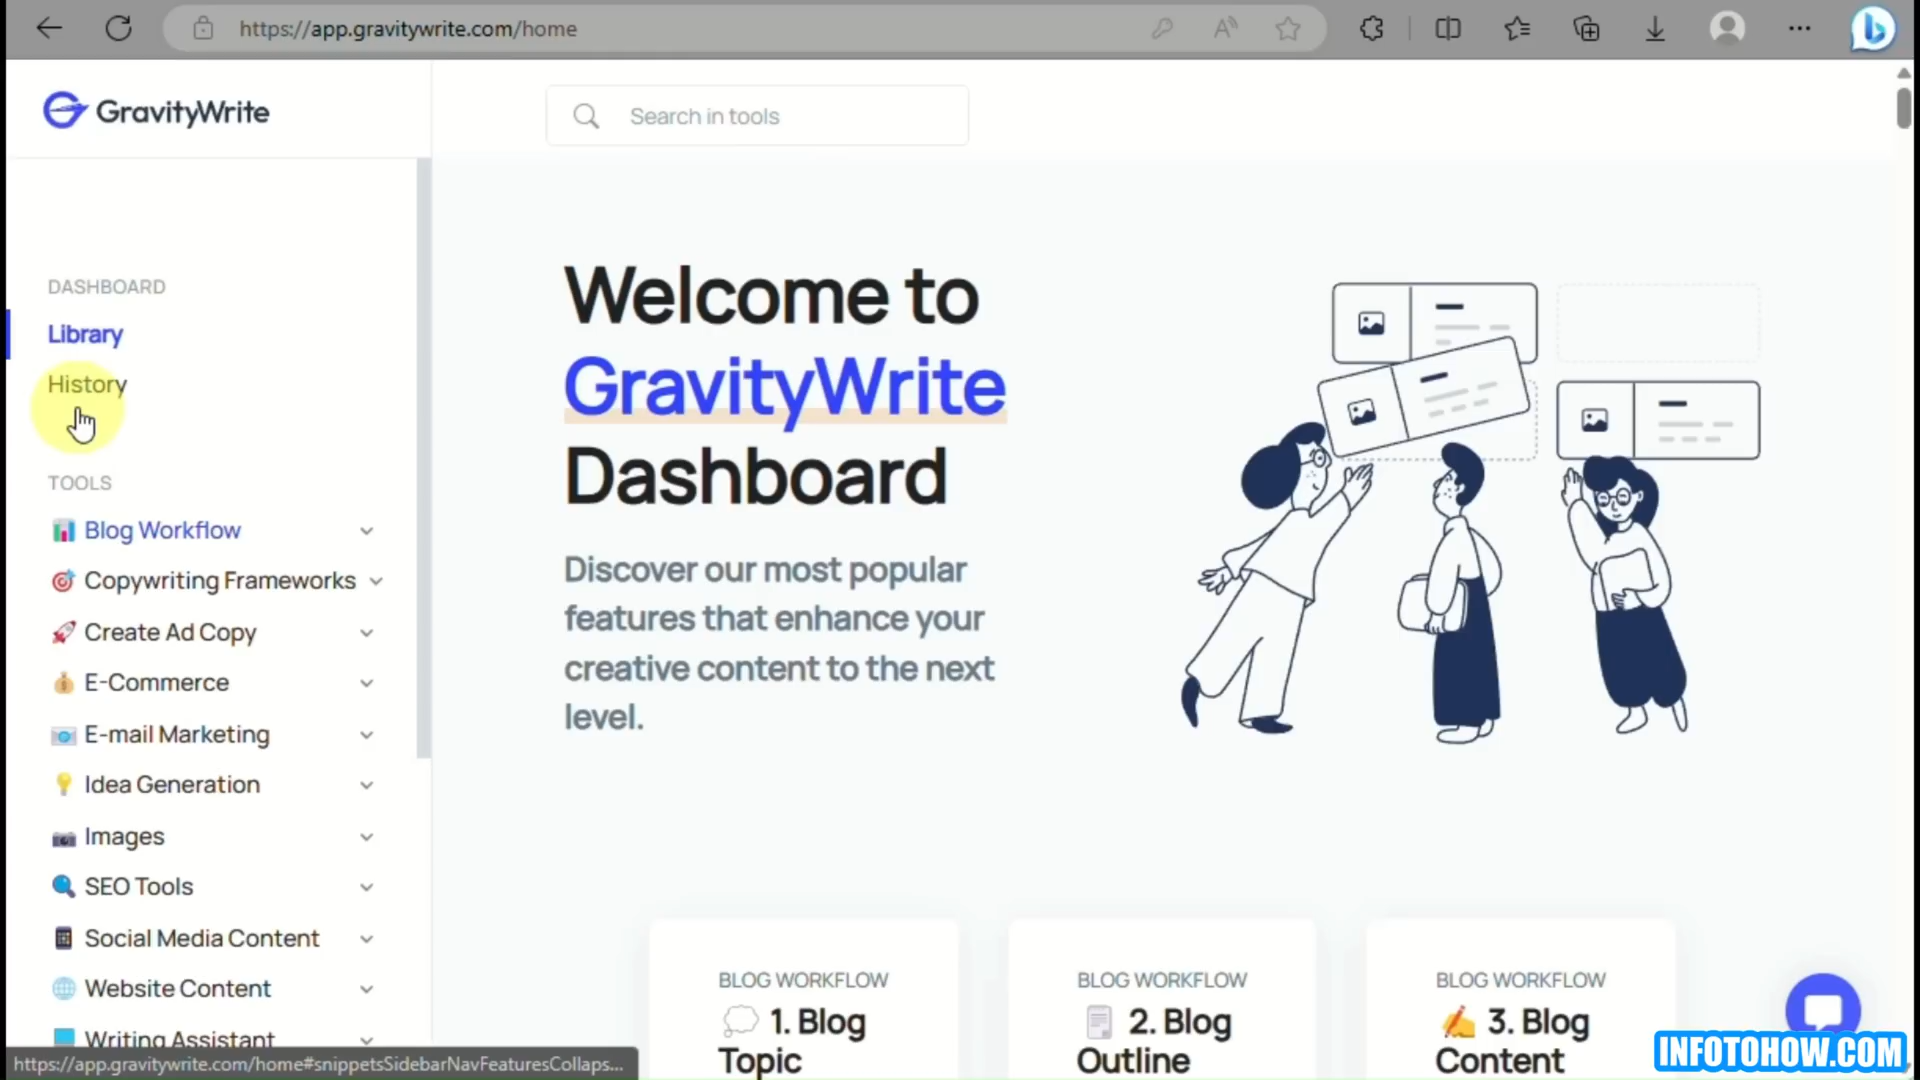 https://app.gravitywrite.com/home
GravityWrite
Search in tools
DASHBOARD
Library
History
TOOLS
Blog Workflow
Copywriting Frameworks
Create Ad Copy
E-Commerce
E-mail Marketing
Idea Generation
Images
SEO Tools
Social Media Content
Website Content
Writing Assistant
Welcome to
GravityWrite
Dashboard
Discover our most popular
features that enhance your
creative content to the next
level.
BLOG WORKFLOW
1. Blog
Topic
BLOG WORKFLOW
2. Blog
Outline
BLOG WORKFLOW
3. Blog
Content
https://app.gravitywrite.com/home#snippetsSidebarNavFeaturesCollaps...
INFOTOHOW.COM